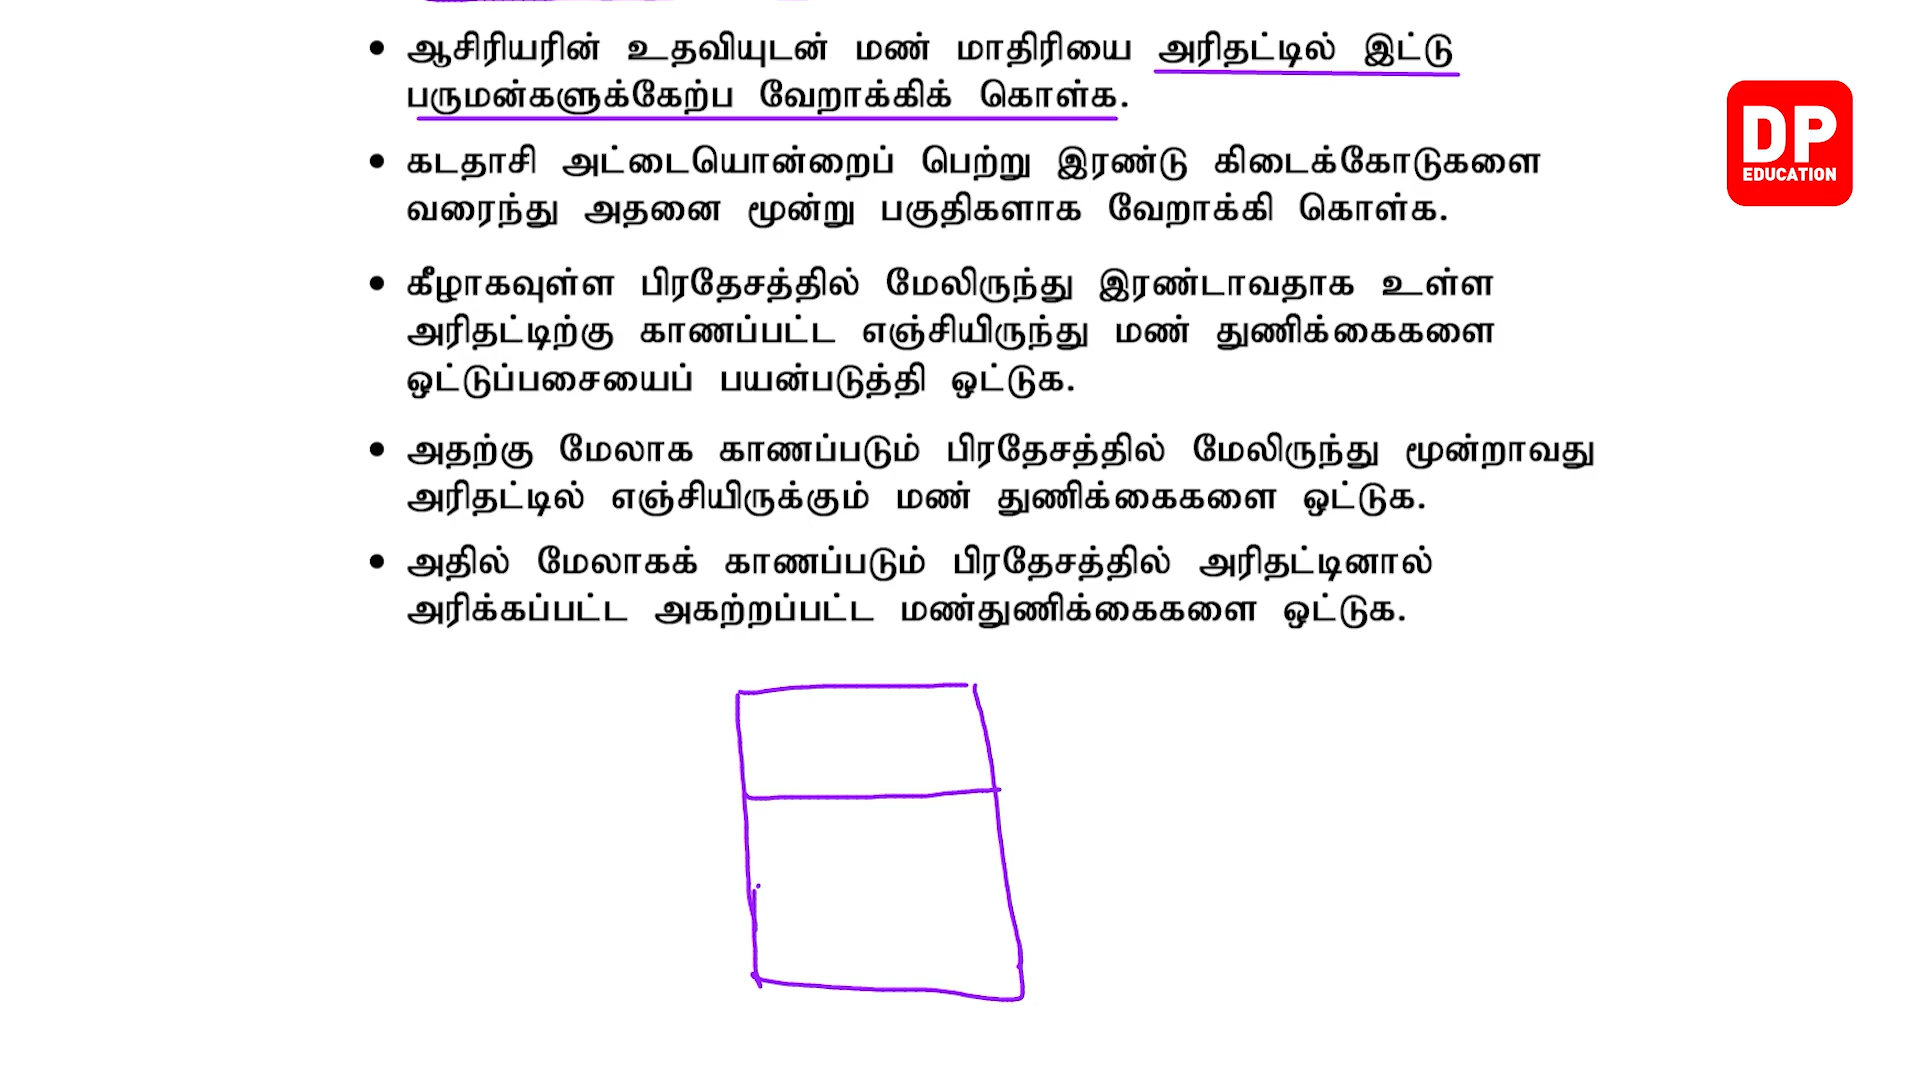 • ஆசிரியரின் உதவியுடன் மண் மாதிரியை அரிதட்டில் இட்டு
பருமன்களுக்கேற்ப வேறாக்கிக் கொள்க.
• கடதாசி அட்டையொன்றைப் பெற்று இரண்டு கிடைக்கோடுகளை
வரைந்து அதனை மூன்று பகுதிகளாக வேறாக்கி கொள்க.
• கீழாகவுள்ள பிரதேசத்தில் மேலிருந்து இரண்டாவதாக உள்ள
அரிதட்டிற்கு காணப்பட்ட எஞ்சியிருந்து மண் துணிக்கைகளை
ஒட்டுப்பசையைப் பயன்படுத்தி ஒட்டுக.
• அதற்கு மேலாக காணப்படும் பிரதேசத்தில் மேலிருந்து மூன்றாவது
அரிதட்டில் எஞ்சியிருக்கும் மண் துணிக்கைகளை ஒட்டுக.
• அதில் மேலாகக் காணப்படும் பிரதேசத்தில் அரிதட்டினால்
அரிக்கப்பட்ட அகற்றப்பட்ட மண்துணிக்கைகளை ஒட்டுக.
DP
EDUCATION